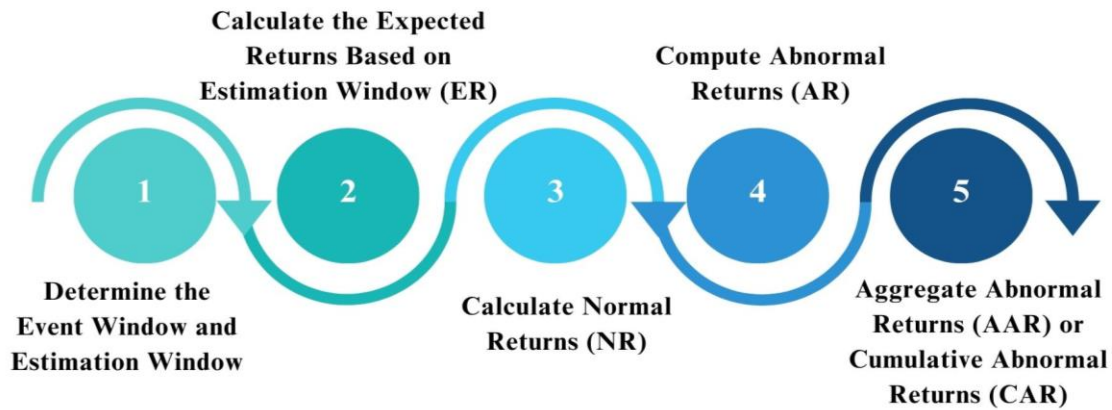 1
Determine the
Event Window and
Estimation Window
Calculate the Expected
Returns Based on
Estimation Window (ER)
2
3
Calculate Normal
Returns (NR)
Compute Abnormal
Returns (AR)
4
5
Aggregate Abnormal
Returns (AAR) or
Cumulative Abnormal
Returns (CAR)